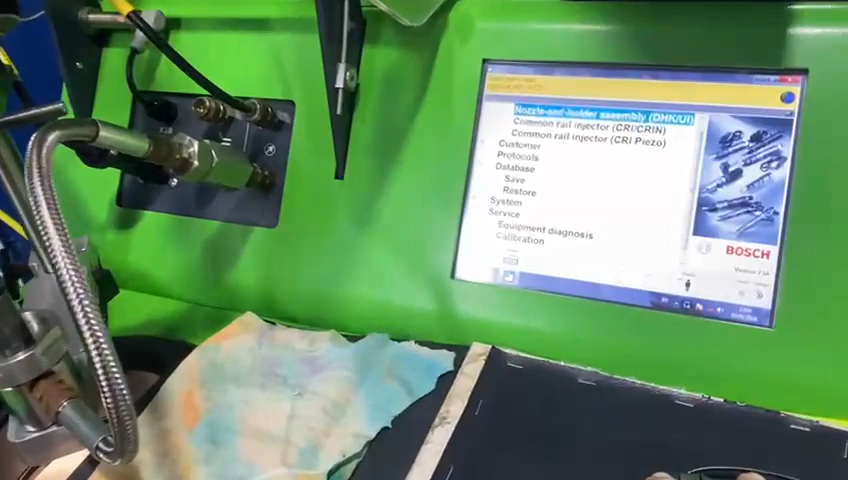 Nozzle-and-holder assembly (DHK/UI)
Common rail injector (CRI/CRIN)
Common rail injector (CRI Piezo)
Customer
Protocols
Database
Save
Restore
System
Service
Equipment diagnosis
Calibration
BOSCH